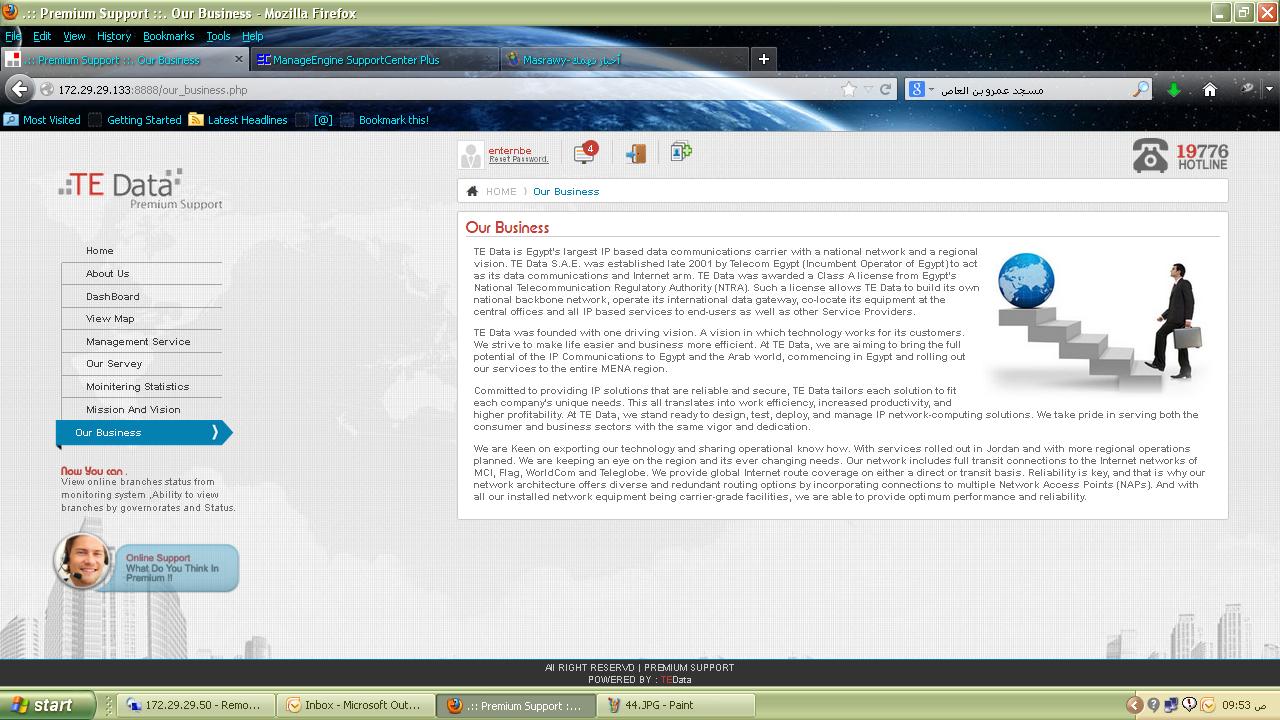 .:: Premium Support ::. Our Business - Mozilla Firefox
File Edit View History Bookmarks Tools Help
.:: Premium Support ::. Our Business
ManageEngine SupportCenter Plus
172.29.29.133:8888/our_business.php
مسجد عمرو بن العاص
Most Visited Getting Started Latest Headlines [@] Bookmark this!
enternbe
Reset Password.
4
19776
HOTLINE
TE Data
Premium Support
HOME ) Our Business
Home
About Us
DashBoard
View Map
Management Service
Our Servey
Moinitering Statistics
Mission And Vision
Our Business
Now You can .
View online branches status from
monitoring system ,Ability to view
branches by governorates and Status.
Online Support
What Do You Think In
Premium !!
Our Business
TE Data is Egypt's largest IP based data communications carrier with a national network and a regional
vision. TE Data S.A.E. was established late 2001 by Telecom Egypt (Incumbent Operator of Egypt)to act
as its data communications and Internet arm. TE Data was awarded a Class A license from Egypt's
National Telecommunication Regulatory Authority (NTRA). Such a license allows TE Data to build its own
national backbone network, operate its international data gateway, co-locate its equipment at the
central offices and all IP based services to end-users as well as other Service Providers.
TE Data was founded with one driving vision. A vision in which technology works for its customers.
We strive to make life easier and business more efficient. At TE Data, we are aiming to bring the full
potential of the IP Communications to Egypt and the Arab world, commencing in Egypt and rolling out
our services to the entire MENA region.
Committed to providing IP solutions that are reliable and secure, TE Data tailors each solution to fit
each company's unique needs. This all translates into work efficiency, increased productivity, and
higher profitability. At TE Data, we stand ready to design, test, deploy, and manage IP network-computing solutions. We take pride in serving both the
consumer and business sectors with the same vigor and dedication.
We are Keen on exporting our technology and sharing operational know how. With services rolled out in Jordan and with more regional operations
planned. We are keeping an eye on the region and its ever changing needs. Our network includes full transit connections to the Internet networks of
MCI, Flag, WorldCom and Teleglobe. We provide global Internet route coverage on either a direct or transit basis. Reliability is key, and that is why our
network architecture offers diverse and redundant routing options by incorporating connections to multiple Network Access Points (NAPs). And with
all our installed network equipment being carrier-grade facilities, we are able to provide optimum performance and reliability.
All RIGHT RESERVD | PREMIUM SUPPORT
POWERED BY : TEData
start
172.29.29.50 - Remo...
Inbox - Microsoft Out...
.:: Premium Support :...
44.JPG - Paint
09:53 ص